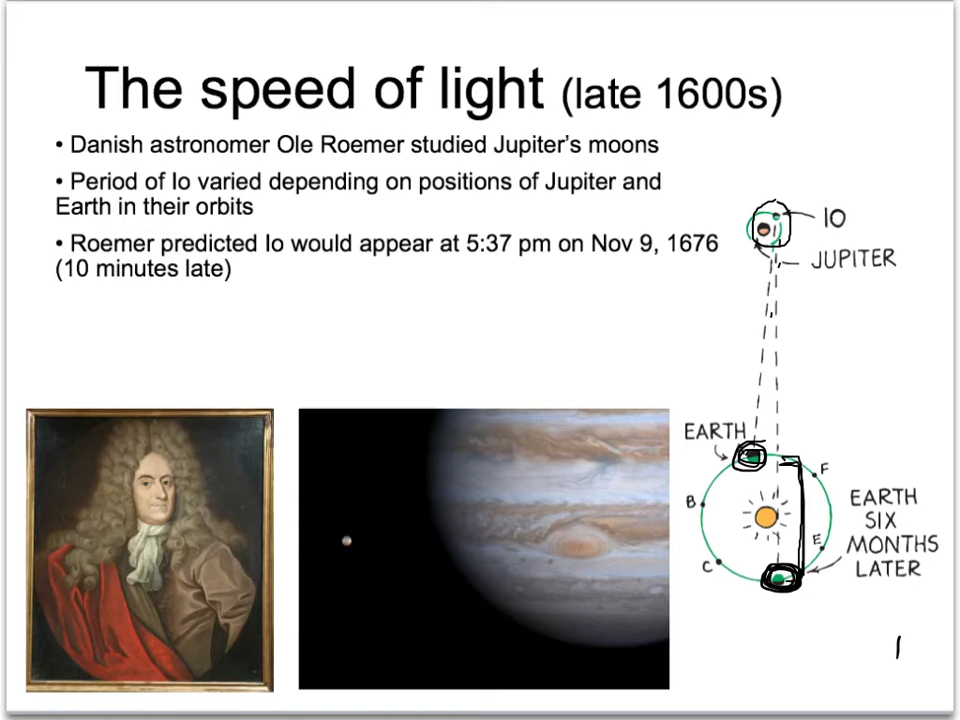 The speed of light (late 1600s)
• Danish astronomer Ole Roemer studied Jupiter's moons
• Period of Io varied depending on positions of Jupiter and
Earth in their orbits
• Roemer predicted Io would appear at 5:37 pm on Nov 9, 1676
(10 minutes late)
IO
JUPITER
EARTH
F
B
EARTH
SIX
E
MONTHS
C
LATER